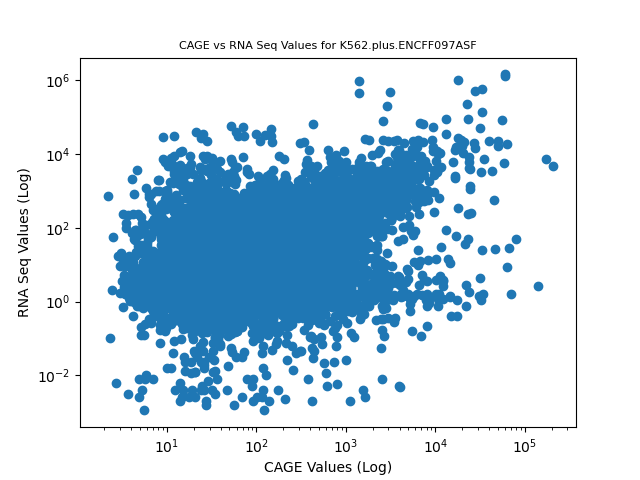 CAGE vs RNA Seq Values for K562.plus.ENCFF097ASF
RNA Seq Values (Log)
10^6
10^4
10^2
10^0
10^-2
10^1 10^2 10^3 10^4 10^5
CAGE Values (Log)